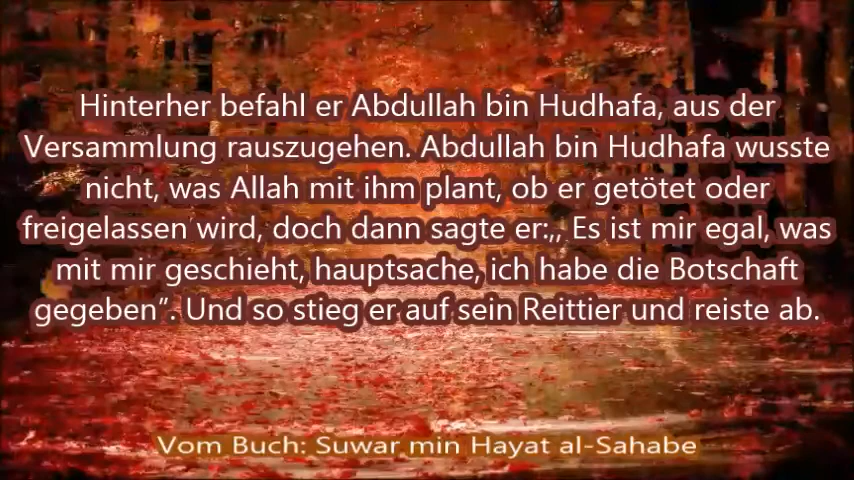 Hinterher befahl er Abdullah bin Hudhafa, aus der
Versammlung rauszugehen. Abdullah bin Hudhafa wusste
nicht, was Allah mit ihm plant, ob er getötet oder
freigelassen wird, doch dann sagte er:,, Es ist mir egal, was
mit mir geschieht, hauptsache, ich habe die Botschaft
gegeben”. Und so stieg er auf sein Reittier und reiste ab.
Vom Buch: Suwar min Hayat al-Sahabe